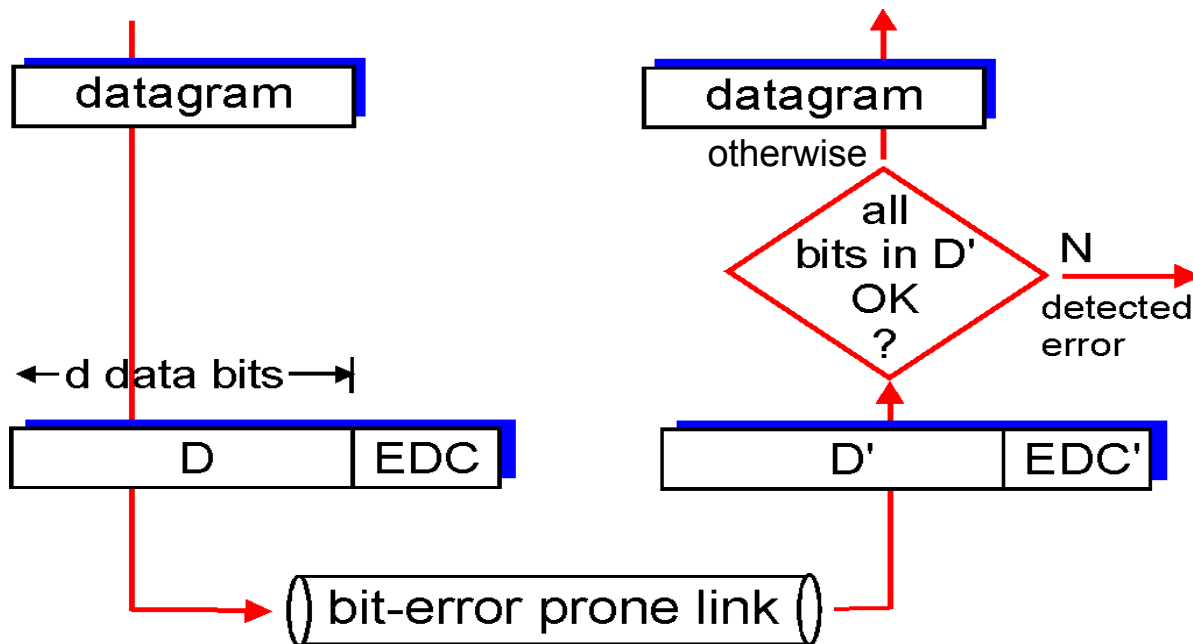 datagram
d data bits
D
EDC
bit-error prone link
D'
EDC'
all
bits in D'
OK
?
N
detected
error
otherwise
datagram